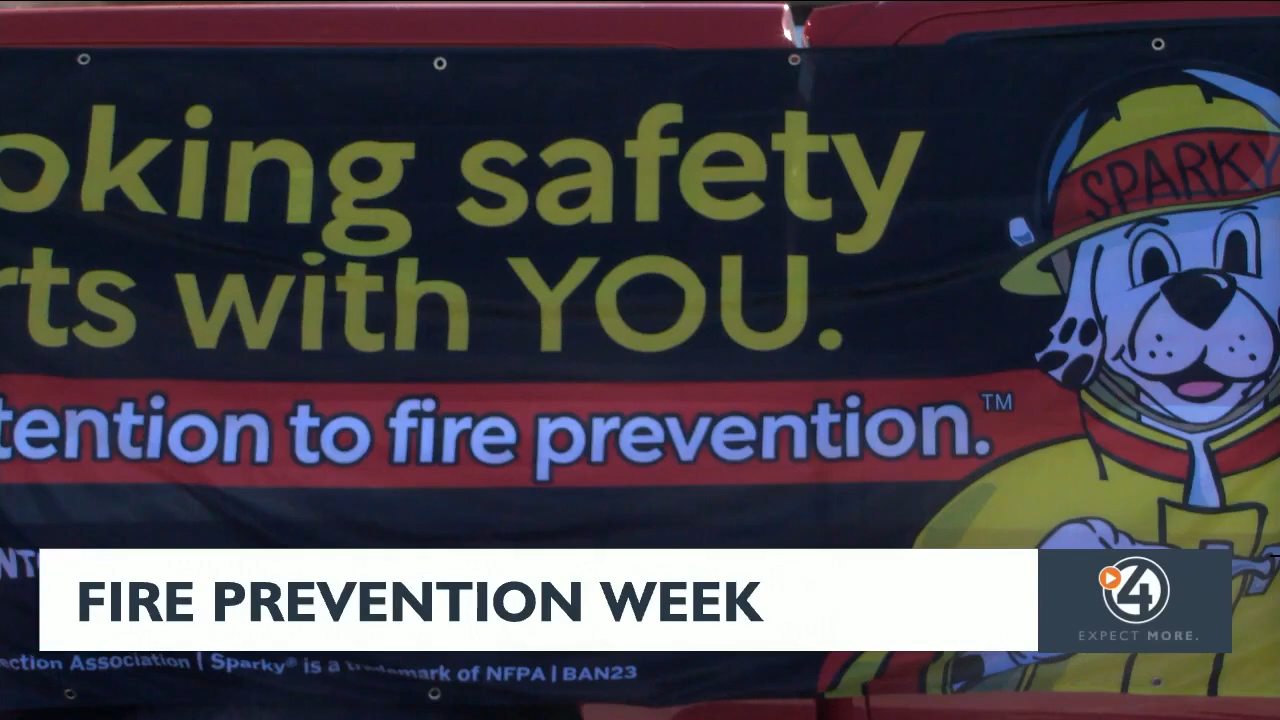 oking safety
SPARKY
rts with YOU.
tention to fire prevention.™
NT
FIRE PREVENTION WEEK
4
EXPECT MORE.
ection Association | Sparky® is a trademark of NFPA | BAN23